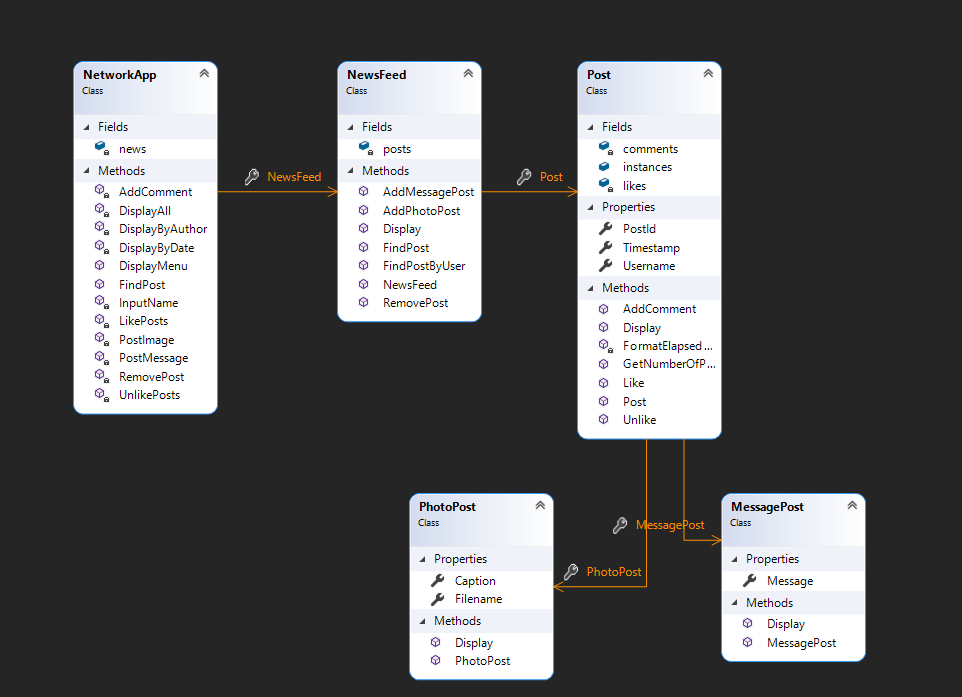 NetworkApp
Class
Fields
news
Methods
AddComment
DisplayAll
DisplayByAuthor
DisplayByDate
DisplayMenu
FindPost
InputName
LikePosts
PostImage
PostMessage
RemovePost
UnlikePosts
NewsFeed
NewsFeed
Class
Fields
posts
Methods
AddMessagePost
AddPhotoPost
Display
FindPost
FindPostByUser
NewsFeed
RemovePost
Post
Post
Class
Fields
comments
instances
likes
Properties
PostId
Timestamp
Username
Methods
AddComment
Display
FormatElapsed ...
GetNumberOfP...
Like
Post
Unlike
PhotoPost
Class
Properties
Caption
Filename
Methods
Display
PhotoPost
MessagePost
PhotoPost
MessagePost
Class
Properties
Message
Methods
Display
MessagePost